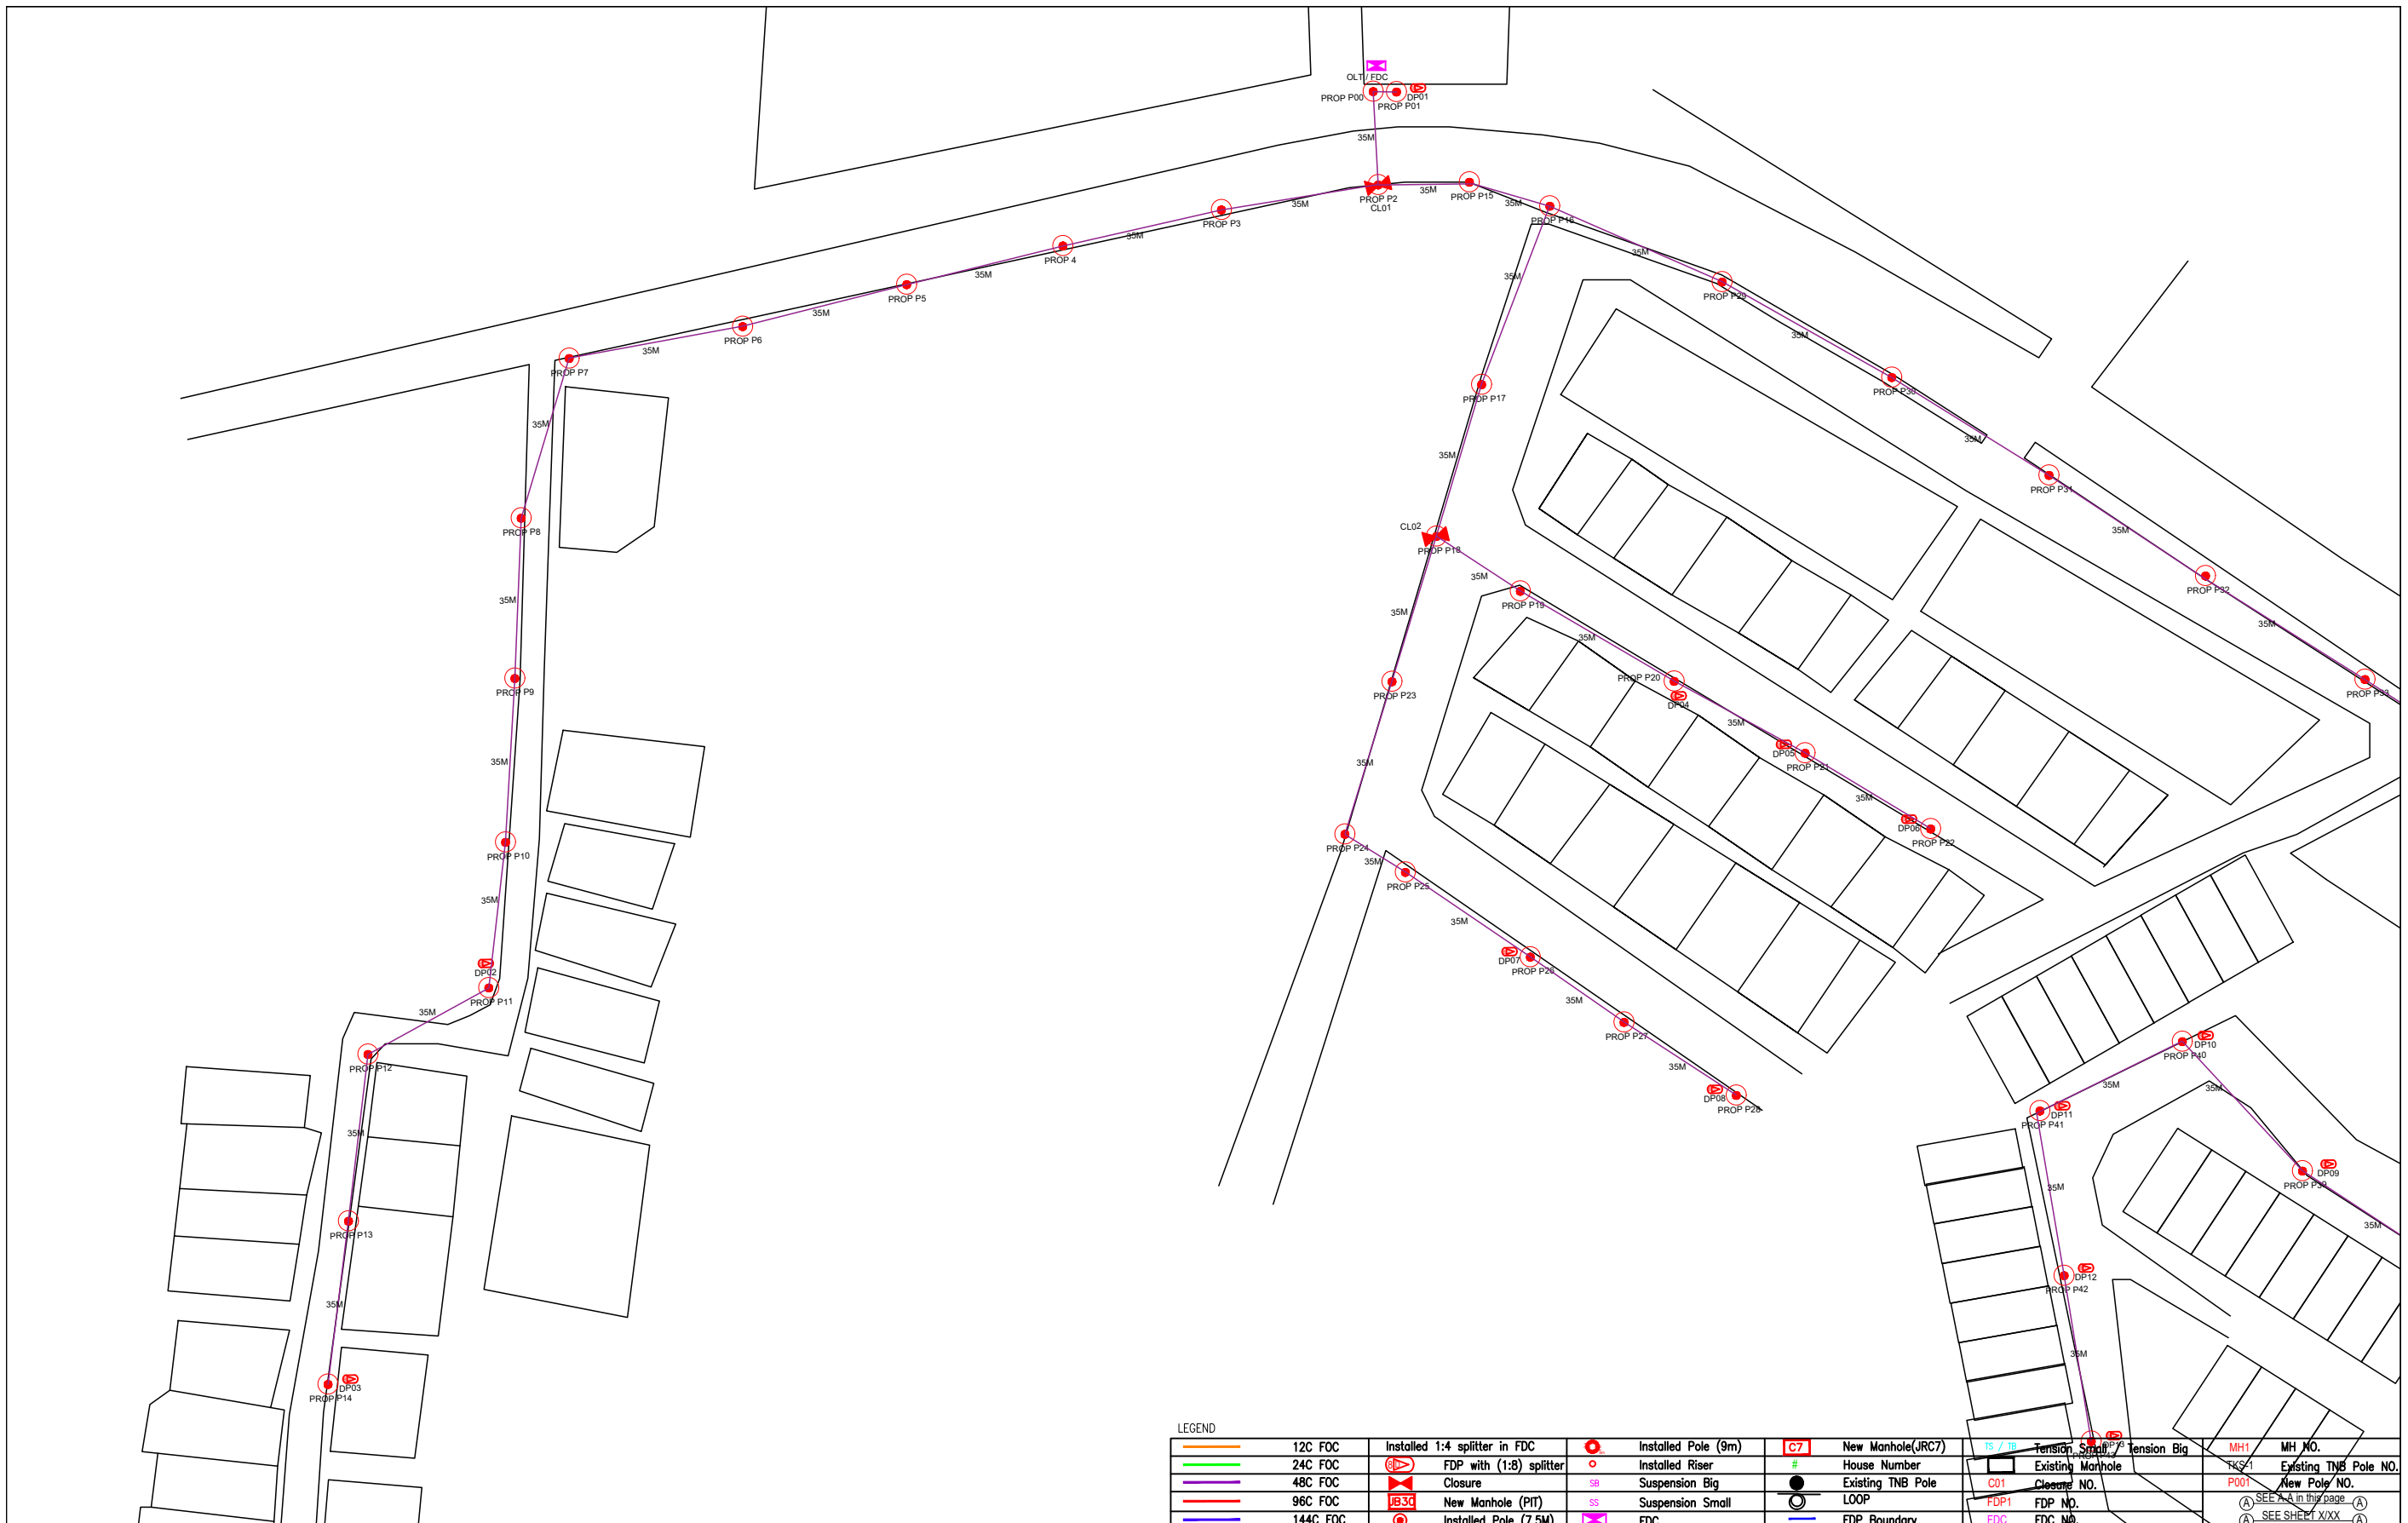 OLT / FDC
PROP P00
PROP P01
DP01
35M
PROP P2
CL01
35M
PROP P15
35M
PROP P16
35M
PROP P3
35M
PROP 4
35M
PROP P5
35M
PROP P6
35M
PROP P7
35M
PROP P8
35M
PROP P9
35M
PROP P10
35M
DP02
PROP P11
35M
PROP P12
35M
PROP P13
35M
DP03
PROP P14
35M
PROP P29
35M
PROP P30
35M
PROP P31
35M
PROP P32
35M
PROP P33
35M
PROP P17
35M
CL02
PROP P18
35M
PROP P19
35M
PROP P20
DP04
35M
DP05
PROP P21
35M
DP06
PROP P22
35M
PROP P23
35M
PROP P24
35M
PROP P25
35M
DP07
PROP P26
35M
PROP P27
35M
DP08
PROP P28
DP10
PROP P40
35M
35M
DP11
PROP P41
DP09
PROP P39
35M
35M
DP12
PROP P42
35M
DP13
PROP P43
LEGEND
12C FOC
Installed 1:4 splitter in FDC
Installed Pole (9m)
C7
New Manhole(JRC7)
TS / TB
Tension Small / Tension Big
MH1
MH NO.
24C FOC
FDP with (1:8) splitter
Installed Riser
#
House Number
Existing Manhole
TKS-1
Existing TNB Pole NO.
48C FOC
Closure
SB
Suspension Big
Existing TNB Pole
C01
Closure NO.
P001
New Pole NO.
96C FOC
JB30
New Manhole (PIT)
SS
Suspension Small
LOOP
FDP1
FDP NO.
A SEE A-A in this page A
144C FOC
Installed Pole (7.5M)
FDC
FDP Boundary
FDC
FDC NO.
A SEE SHEET X/XX A